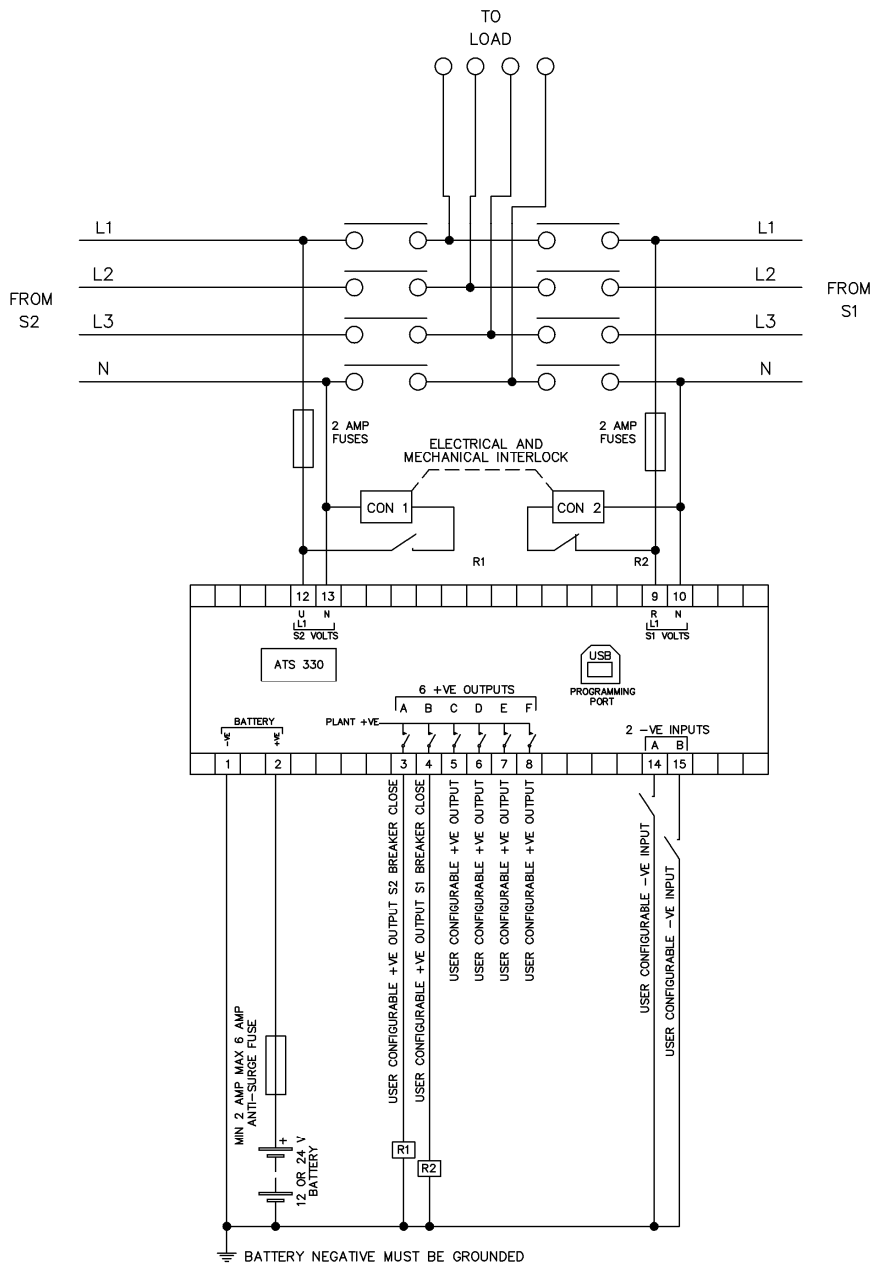 TO
LOAD
L1
L1
L2
L2
FROM
S2
FROM
S1
L3
L3
N
N
2 AMP
FUSES
2 AMP
FUSES
ELECTRICAL AND
MECHANICAL INTERLOCK
CON 1
CON 2
R1
R2
12
13
9
10
U
N
R
N
L1
L1
S2 VOLTS
S1 VOLTS
ATS 330
USB
PROGRAMMING
PORT
6 +VE OUTPUTS
A
B
C
D
E
F
PLANT +VE
BATTERY
-VE
+VE
2 -VE INPUTS
A
B
1
2
3
4
5
6
7
8
14
15
USER CONFIGURABLE +VE OUTPUT S2 BREAKER CLOSE
USER CONFIGURABLE +VE OUTPUT S1 BREAKER CLOSE
USER CONFIGURABLE +VE OUTPUT
USER CONFIGURABLE +VE OUTPUT
USER CONFIGURABLE +VE OUTPUT
USER CONFIGURABLE +VE OUTPUT
USER CONFIGURABLE -VE INPUT
USER CONFIGURABLE -VE INPUT
MIN 2 AMP MAX 6 AMP
ANTI-SURGE FUSE
+
12 OR 24 V
BATTERY
R1
R2
BATTERY NEGATIVE MUST BE GROUNDED